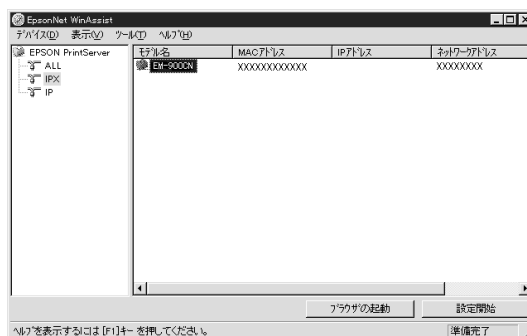 EpsonNet WinAssist
ﾃﾞﾊﾞｲｽ(D) 表示(V) ﾂｰﾙ(T) ﾍﾙﾌﾟ(H)
EPSON PrintServer
ALL
IPX
IP
ﾓﾃﾞﾙ名 MACｱﾄﾞﾚｽ IPｱﾄﾞﾚｽ ﾈｯﾄﾜｰｸｱﾄﾞﾚｽ
EM-900CN XXXXXXXXXXXX XXXXXXXX
ﾌﾞﾗｳｻﾞの起動 設定開始
ﾍﾙﾌﾟを表示するには [F1]ｷｰ を押してください。 準備完了